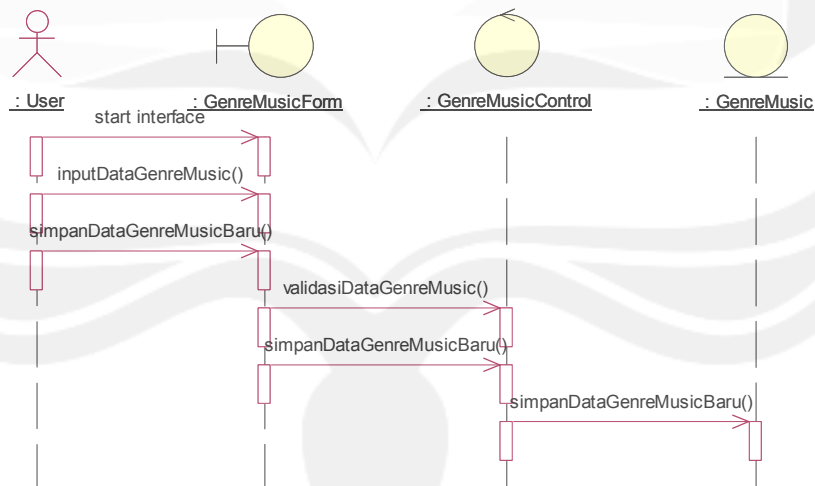 : User
: GenreMusicForm
: GenreMusicControl
: GenreMusic
start interface
inputDataGenreMusic()
simpanDataGenreMusicBaru()
validasiDataGenreMusic()
simpanDataGenreMusicBaru()
simpanDataGenreMusicBaru()